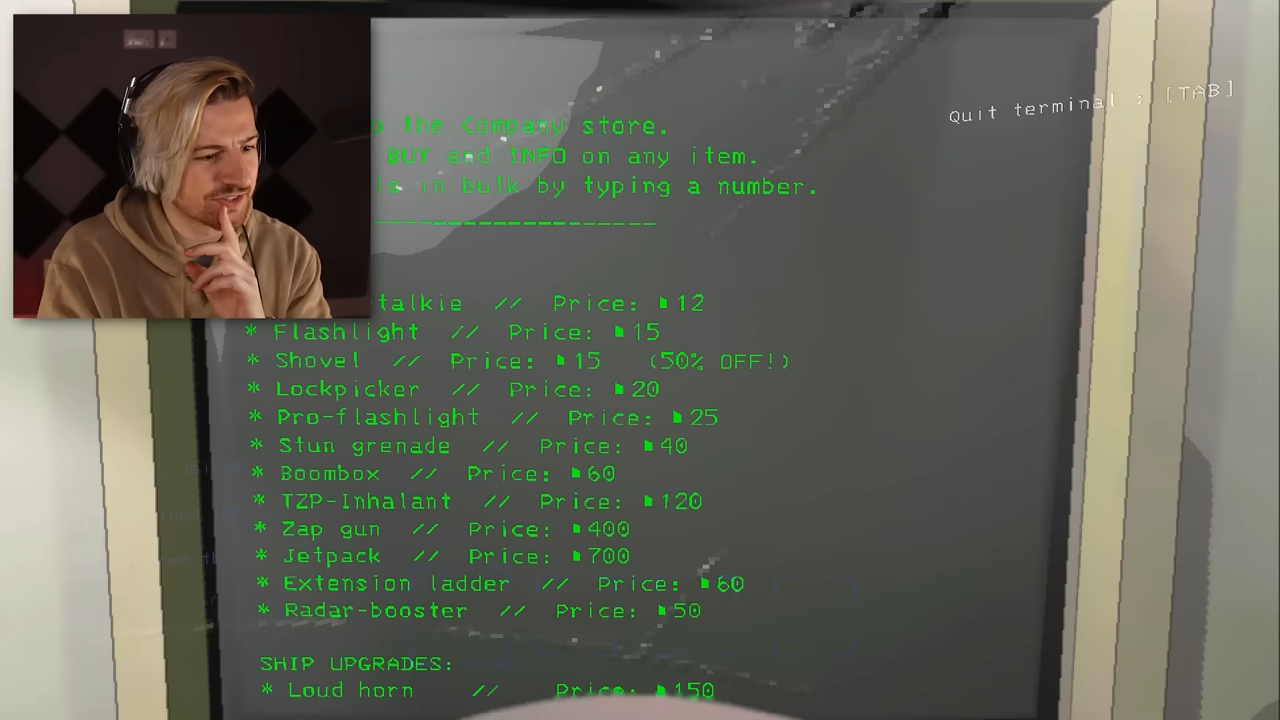 Quit terminal : [TAB]
o the Company store.
BUY and INFO on any item.
ls in bulk by typing a number.
--------------------
talkie // Price: ▮12
* Flashlight // Price: ▮15
* Shovel // Price: ▮15 (50% OFF!)
* Lockpicker // Price: ▮20
* Pro-flashlight // Price: ▮25
* Stun grenade // Price: ▮40
* Boombox // Price: ▮60
* TZP-Inhalant // Price: ▮120
* Zap gun // Price: ▮400
* Jetpack // Price: ▮700
* Extension ladder // Price: ▮60
* Radar-booster // Price: ▮50
SHIP UPGRADES:
* Loud horn // Price: ▮150